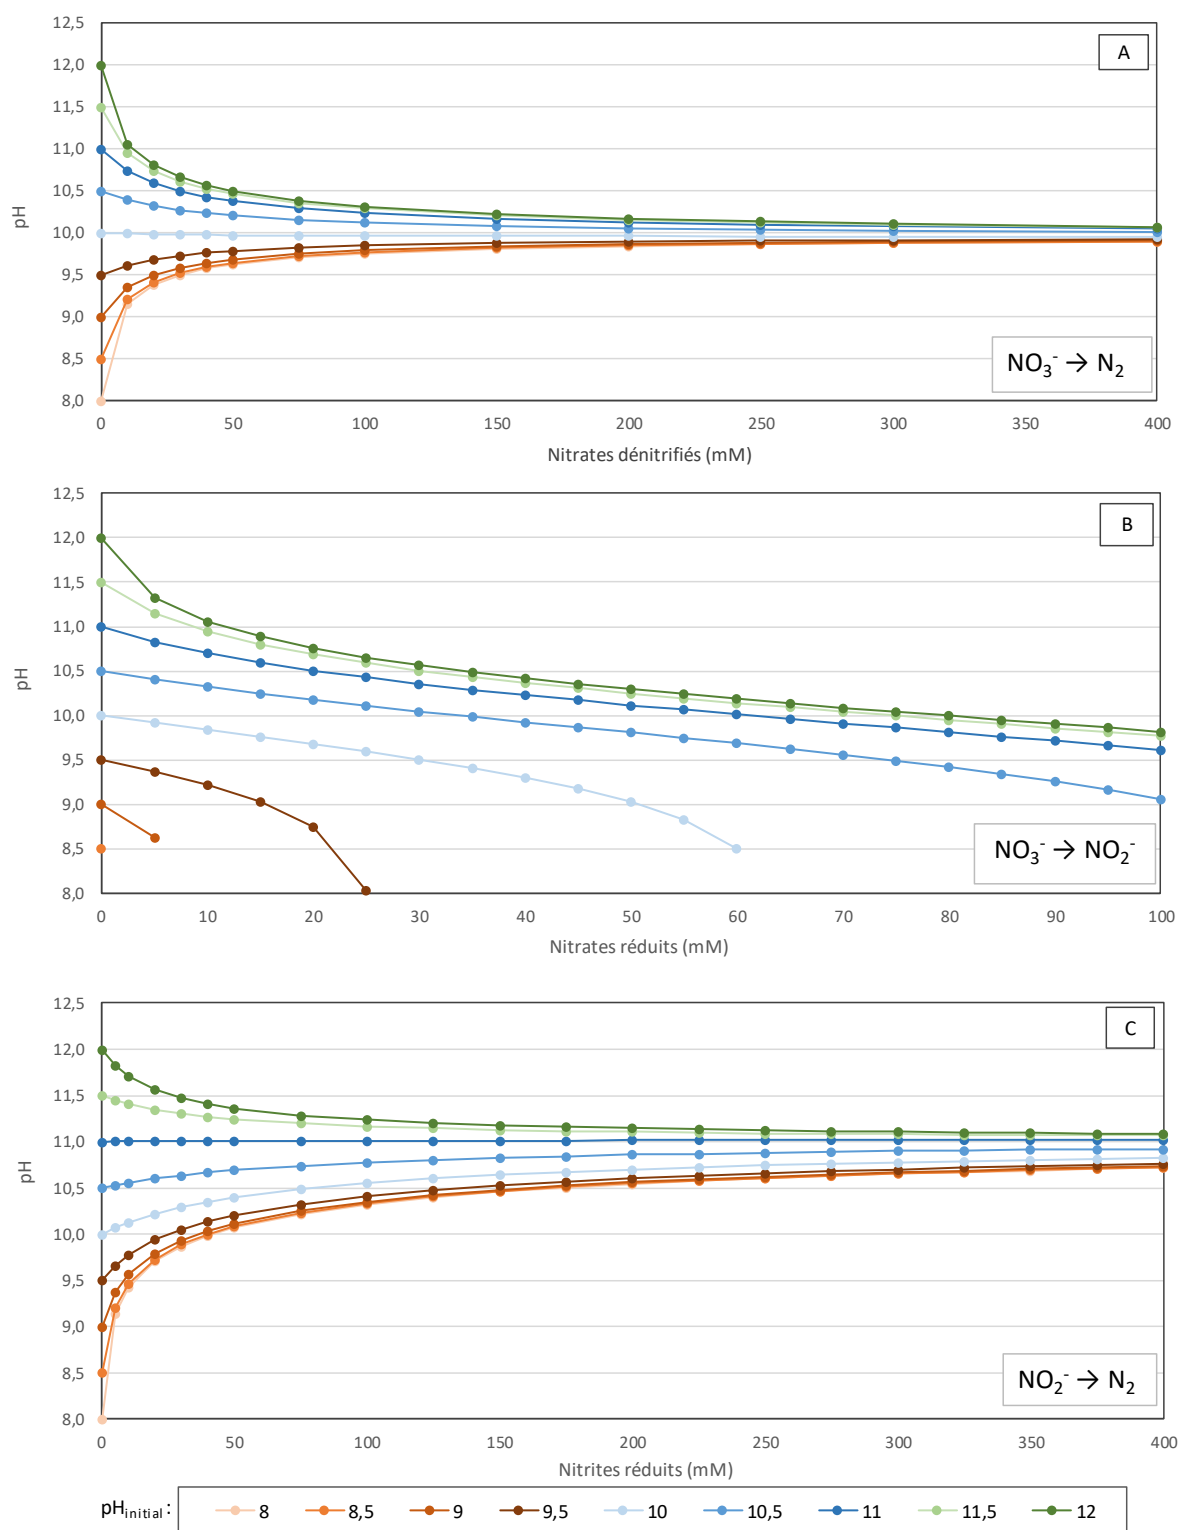 12,5
12,0
11,5
11,0
10,5
10,0
9,5
9,0
8,5
8,0
pH
A
NO₃⁻ → N₂
0 50 100 150 200 250 300 350 400
Nitrates dénitrifiés (mM)
12,5
12,0
11,5
11,0
10,5
10,0
9,5
9,0
8,5
8,0
pH
B
NO₃⁻ → NO₂⁻
0 10 20 30 40 50 60 70 80 90 100
Nitrates réduits (mM)
12,5
12,0
11,5
11,0
10,5
10,0
9,5
9,0
8,5
8,0
pH
C
NO₂⁻ → N₂
0 50 100 150 200 250 300 350 400
Nitrites réduits (mM)
pHinitial : 8 8,5 9 9,5 10 10,5 11 11,5 12